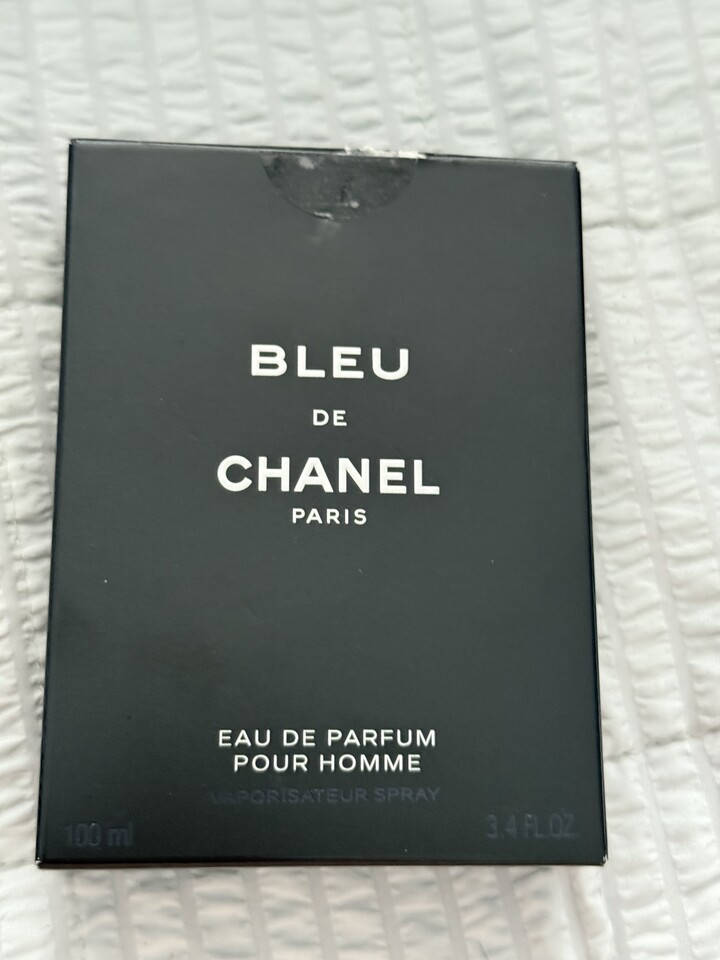 BLEU
DE
CHANEL
PARIS
EAU DE PARFUM
POUR HOMME
VAPORISATEUR SPRAY
100 ml 3.4 FL.OZ.